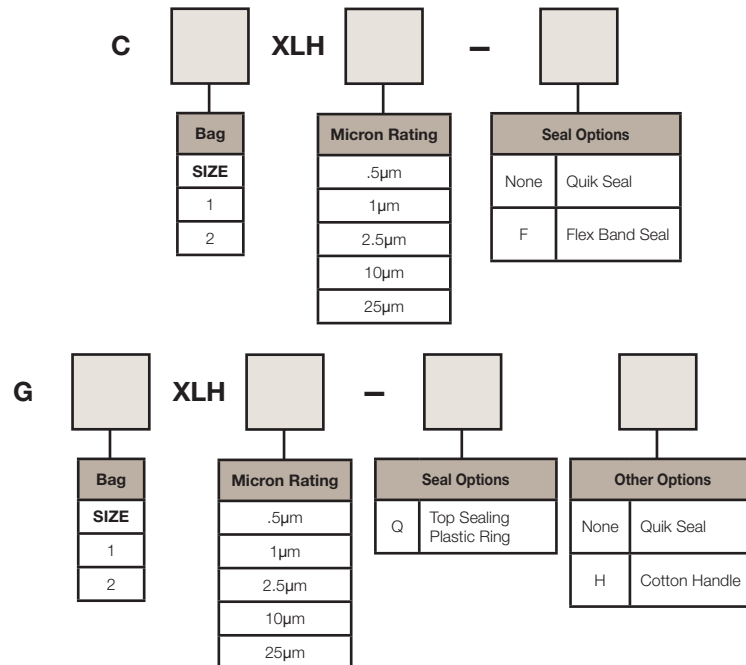 C XLH –
Bag
SIZE
1
2
Micron Rating
.5µm
1µm
2.5µm
10µm
25µm
Seal Options
None Quik Seal
F Flex Band Seal
G XLH –
Bag
SIZE
1
2
Micron Rating
.5µm
1µm
2.5µm
10µm
25µm
Seal Options
Q Top Sealing
Plastic Ring
Other Options
None Quik Seal
H Cotton Handle